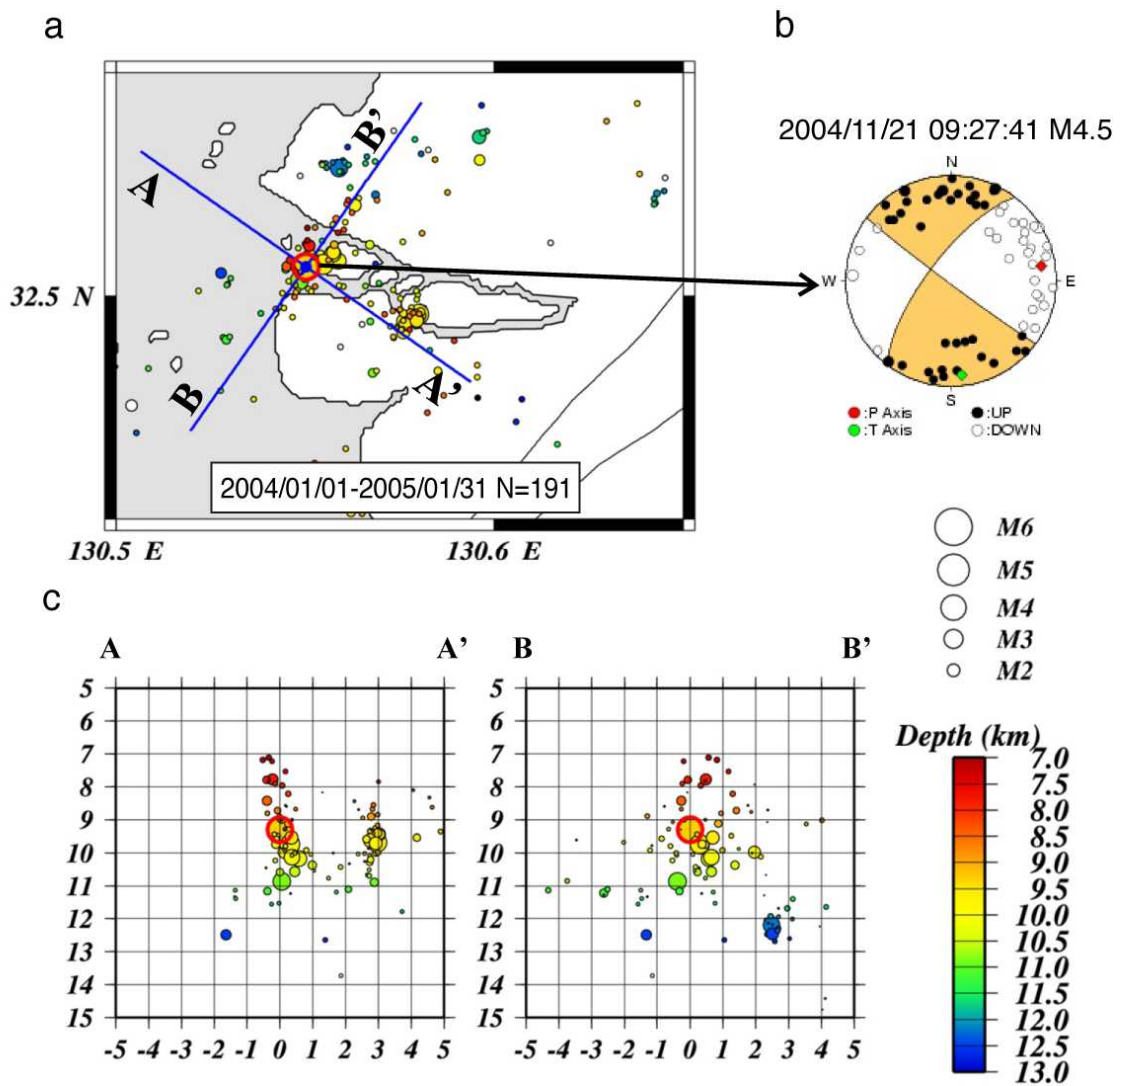 a
b
2004/11/21 09:27:41 M4.5
B'
A
N
32.5 N
W
E
B
A'
S
:P Axis :UP
:T Axis :DOWN
2004/01/01-2005/01/31 N=191
130.5 E 130.6 E
M6
M5
M4
M3
M2
c
A A' B B'
5
6
7
8
9
10
11
12
13
14
15
-5 -4 -3 -2 -1 0 1 2 3 4 5
5
6
7
8
9
10
11
12
13
14
15
-5 -4 -3 -2 -1 0 1 2 3 4 5
Depth (km)
7.0
7.5
8.0
8.5
9.0
9.5
10.0
10.5
11.0
11.5
12.0
12.5
13.0